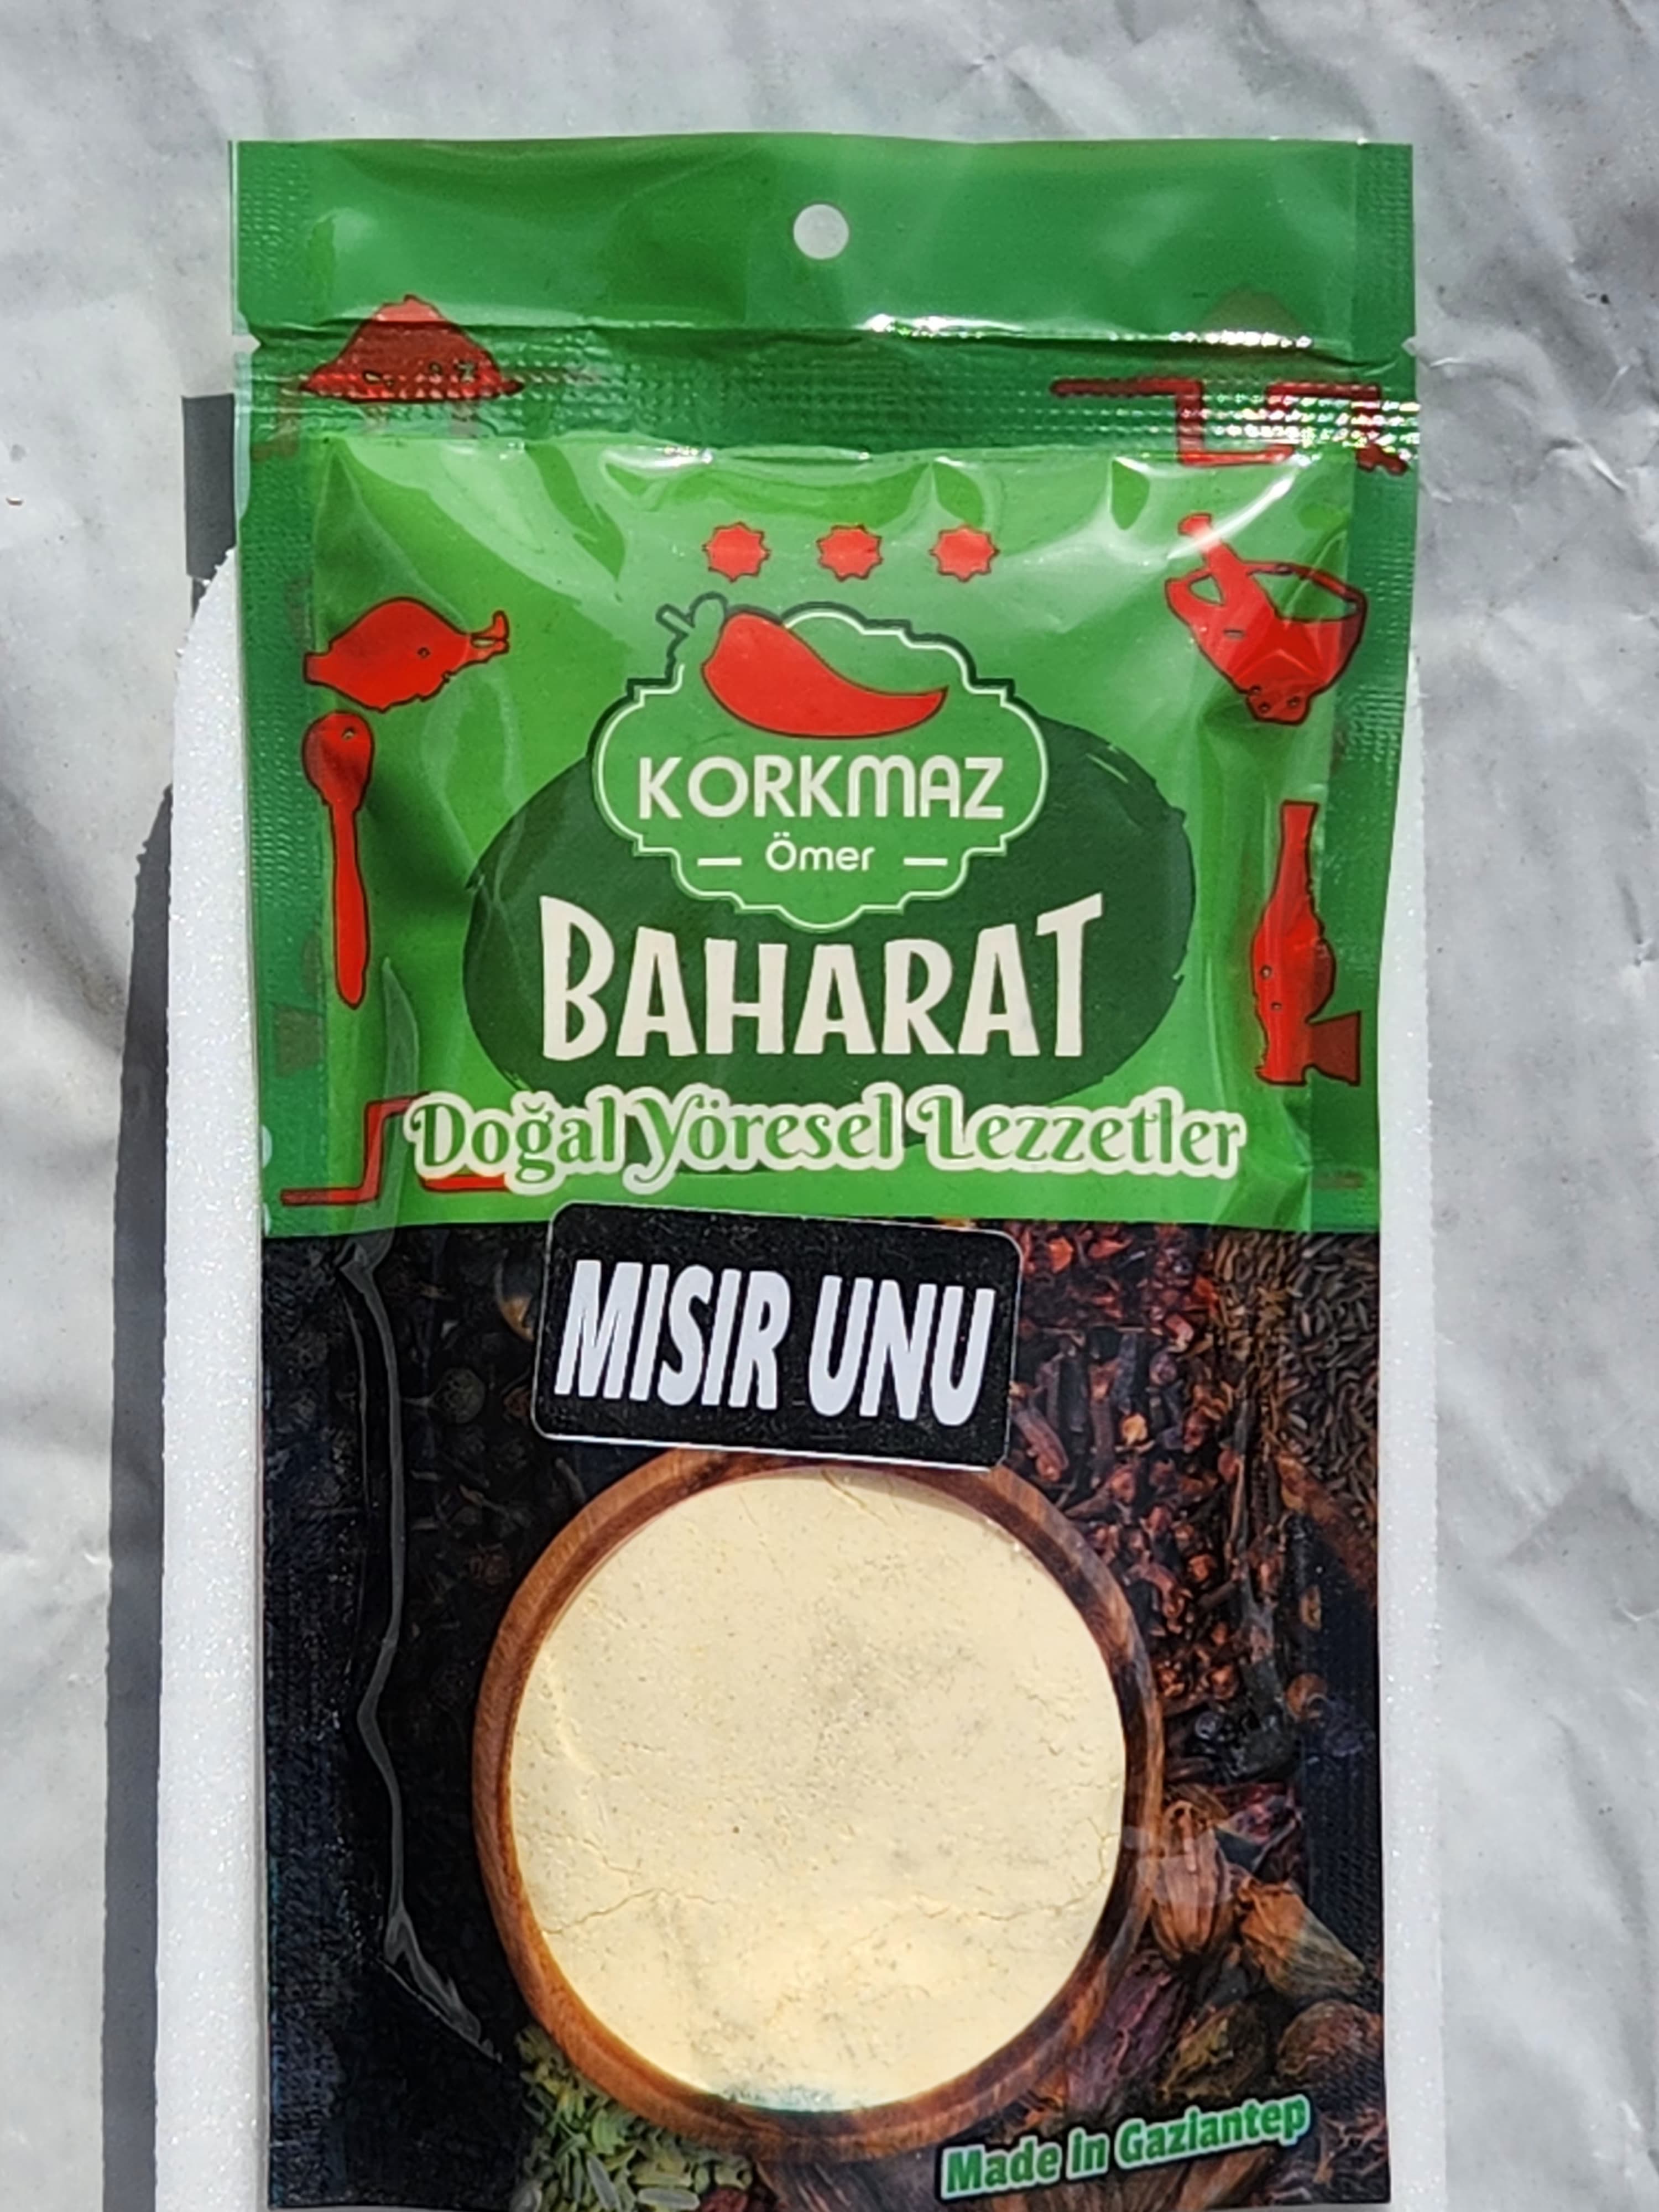 KORKMAZ
Ömer
BAHARAT
Doğal Yöresel Lezzetler
MISIR UNU
Made in Gaziantep